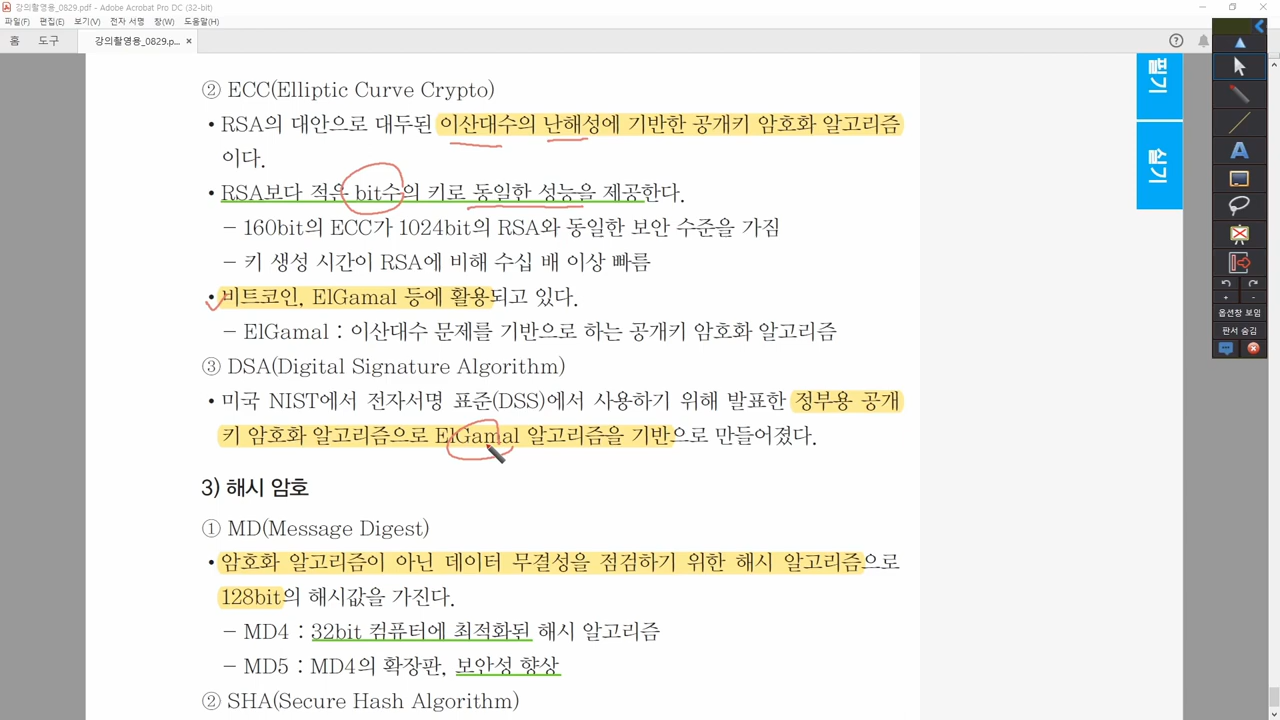 강의촬영용_0829.pdf - Adobe Acrobat Pro DC (32-bit)
파일(F) 편집(E) 보기(V) 전자 서명 창(W) 도움말(H)
홈 도구 강의촬영용_0829.p... ×
② ECC(Elliptic Curve Crypto)
• RSA의 대안으로 대두된 이산대수의 난해성에 기반한 공개키 암호화 알고리즘
이다.
• RSA보다 적은 bit수의 키로 동일한 성능을 제공한다.
- 160bit의 ECC가 1024bit의 RSA와 동일한 보안 수준을 가짐
- 키 생성 시간이 RSA에 비해 수십 배 이상 빠름
• 비트코인, ElGamal 등에 활용되고 있다.
- ElGamal : 이산대수 문제를 기반으로 하는 공개키 암호화 알고리즘
③ DSA(Digital Signature Algorithm)
• 미국 NIST에서 전자서명 표준(DSS)에서 사용하기 위해 발표한 정부용 공개
키 암호화 알고리즘으로 ElGamal 알고리즘을 기반으로 만들어졌다.
3) 해시 암호
① MD(Message Digest)
• 암호화 알고리즘이 아닌 데이터 무결성을 점검하기 위한 해시 알고리즘으로
128bit의 해시값을 가진다.
- MD4 : 32bit 컴퓨터에 최적화된 해시 알고리즘
- MD5 : MD4의 확장판, 보안성 향상
② SHA(Secure Hash Algorithm)
필기
실기
A
옵션창 보임
판서 숨김